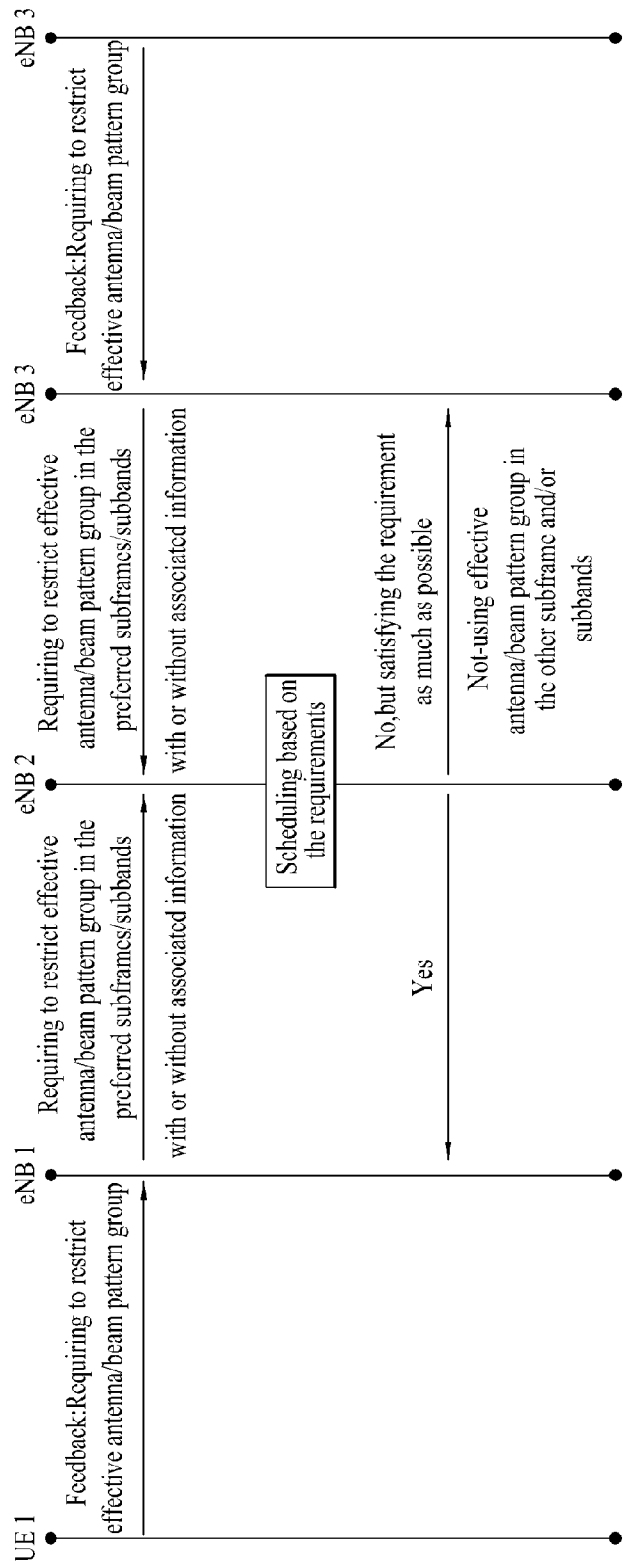 UE 1
eNB 1
eNB 2
eNB 3
eNB 3
Feedback:Requiring to restrict
effective antenna/beam pattern group
Requiring to restrict effective
antenna/beam pattern group in the
preferred subframes/subbands
with or without associated information
Requiring to restrict effective
antenna/beam pattern group in the
preferred subframes/subbands
with or without associated information
Feedback:Requiring to restrict
effective antenna/beam pattern group
Scheduling based on
the requirements
Yes
No,but satisfying the requirement
as much as possible
Not-using effective
antenna/beam pattern group in
the other subframe and/or
subbands